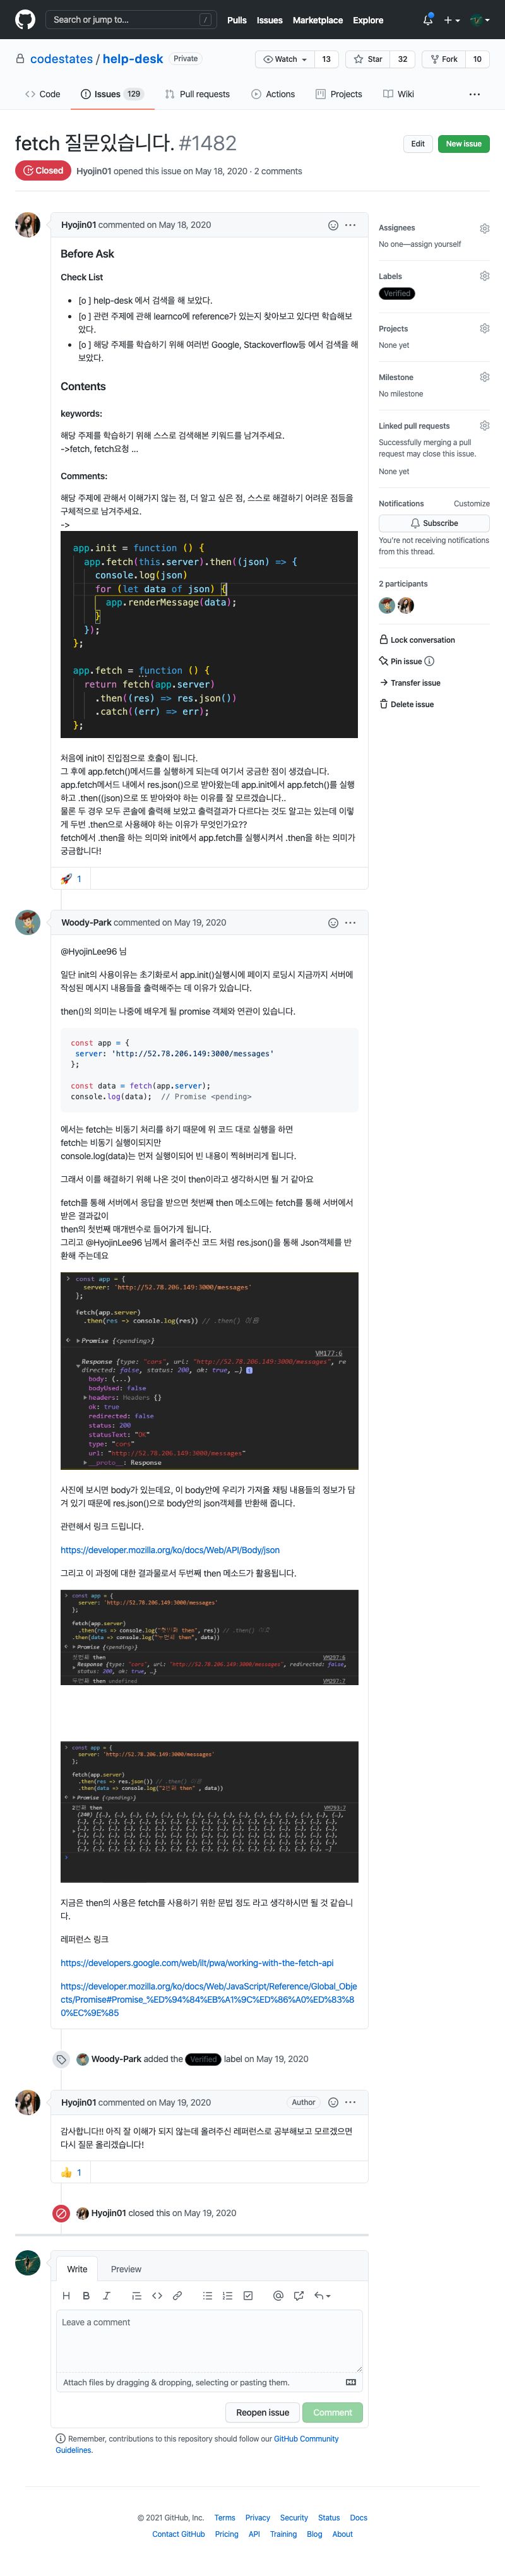 Search or jump to... /
Pulls Issues Marketplace Explore
codestates / help-desk Private
Watch 13 Star 32 Fork 10
Code Issues 129 Pull requests Actions Projects Wiki
fetch 질문있습니다. #1482
Edit New issue
Closed Hyojin01 opened this issue on May 18, 2020 · 2 comments
Hyojin01 commented on May 18, 2020
Before Ask
Check List
[o ] help-desk 에서 검색을 해 보았다.
[o ] 관련 주제에 관해 learnco에 reference가 있는지 찾아보고 있다면 학습해보
았다.
[o ] 해당 주제를 학습하기 위해 여러번 Google, Stackoverflow등 에서 검색을 해
보았다.
Contents
keywords:
해당 주제를 학습하기 위해 스스로 검색해본 키워드를 남겨주세요.
->fetch, fetch요청 ...
Comments:
해당 주제에 관해서 이해가지 않는 점, 더 알고 싶은 점, 스스로 해결하기 어려운 점등을
구체적으로 남겨주세요.
->
app.init = function () {
app.fetch(this.server).then((json) => {
console.log(json)
for (let data of json) {
app.renderMessage(data);
}
});
};
app.fetch = function () {
return fetch(app.server)
.then((res) => res.json())
.catch((err) => err);
};
처음에 init이 진입점으로 호출이 됩니다.
그 후에 app.fetch()메서드를 실행하게 되는데 여기서 궁금한 점이 생겼습니다.
app.fetch메서드 내에서 res.json()으로 받아왔는데 app.init에서 app.fetch()를 실행
하고 .then((json)으로 또 받아와야 하는 이유를 잘 모르겠습니다..
물론 두 경우 모두 콘솔에 출력해 보았고 출력결과가 다르다는 것도 알고 있는데 이렇
게 두번 .then으로 사용해야 하는 이유가 무엇인가요??
fetch에서 .then을 하는 의미와 init에서 app.fetch를 실행시켜서 .then을 하는 의미가
궁금합니다!
1
Assignees
No one—assign yourself
Labels
Verified
Projects
None yet
Milestone
No milestone
Linked pull requests
Successfully merging a pull
request may close this issue.
None yet
Notifications Customize
Subscribe
You're not receiving notifications
from this thread.
2 participants
Lock conversation
Pin issue
Transfer issue
Delete issue
Woody-Park commented on May 19, 2020
@HyojinLee96 님
일단 init의 사용이유는 초기화로서 app.init()실행시에 페이지 로딩시 지금까지 서버에
작성된 메시지 내용들을 출력해주는 데 이유가 있습니다.
then()의 의미는 나중에 배우게 될 promise 객체와 연관이 있습니다.
const app = {
server: 'http://52.78.206.149:3000/messages'
};
const data = fetch(app.server);
console.log(data); // Promise <pending>
에서는 fetch는 비동기 처리를 하기 때문에 위 코드 대로 실행을 하면
fetch는 비동기 실행이되지만
console.log(data)는 먼저 실행이되어 빈 내용이 찍혀버리게 됩니다.
그래서 이를 해결하기 위해 나온 것이 then이라고 생각하시면 될 거 같아요
fetch를 통해 서버에서 응답을 받으면 첫번째 then 메소드에는 fetch를 통해 서버에서
받은 결과값이
then의 첫번째 매개변수로 들어가게 됩니다.
그리고 @HyojinLee96 님께서 올려주신 코드 처럼 res.json()을 통해 Json객체를 반
환해 주는데요
const app = {
server: 'http://52.78.206.149:3000/messages'
};
fetch(app.server)
.then(res => console.log(res)) // .then() 이용
Promise {<pending>}
VM177:6
Response {type: "cors", url: "http://52.78.206.149:3000/messages", re
directed: false, status: 200, ok: true, …}
body: (...)
bodyUsed: false
headers: Headers {}
ok: true
redirected: false
status: 200
statusText: "OK"
type: "cors"
url: "http://52.78.206.149:3000/messages"
__proto__: Response
사진에 보시면 body가 있는데요, 이 body안에 우리가 가져올 채팅 내용들의 정보가 담
겨 있기 때문에 res.json()으로 body안의 json객체를 반환해 줍니다.
관련해서 링크 드립니다.
https://developer.mozilla.org/ko/docs/Web/API/Body/json
그리고 이 과정에 대한 결과물로서 두번째 then 메소드가 활용됩니다.
const app = {
server: 'http://52.78.206.149:3000/messages'
};
fetch(app.server)
.then(res => console.log("첫번째 then", res)) // .then() 이용
.then(data => console.log("두번째 then", data))
Promise {<pending>}
첫번째 then VM297:6
Response {type: "cors", url: "http://52.78.206.149:3000/messages", redirected: false,
status: 200, ok: true, …}
두번째 then undefined VM297:7
const app = {
server: 'http://52.78.206.149:3000/messages'
};
fetch(app.server)
.then(res => res.json()) // .then() 이용
.then(data => console.log("2번째 then" , data))
Promise {<pending>}
2번째 then VM703:7
지금은 then의 사용은 fetch를 사용하기 위한 문법 정도 라고 생각하시면 될 것 같습니
다.
레퍼런스 링크
https://developers.google.com/web/ilt/pwa/working-with-the-fetch-api
https://developer.mozilla.org/ko/docs/Web/JavaScript/Reference/Global_Obje
cts/Promise#Promise_%ED%94%84%EB%A1%9C%ED%86%A0%ED%83%8
0%EC%9E%85
Woody-Park added the Verified label on May 19, 2020
Hyojin01 commented on May 19, 2020 Author
감사합니다!! 아직 잘 이해가 되지 않는데 올려주신 레퍼런스로 공부해보고 모르겠으면
다시 질문 올리겠습니다!
1
Hyojin01 closed this on May 19, 2020
Write Preview
Leave a comment
Attach files by dragging & dropping, selecting or pasting them.
Reopen issue Comment
Remember, contributions to this repository should follow our GitHub Community
Guidelines.
© 2021 GitHub, Inc. Terms Privacy Security Status Docs
Contact GitHub Pricing API Training Blog About